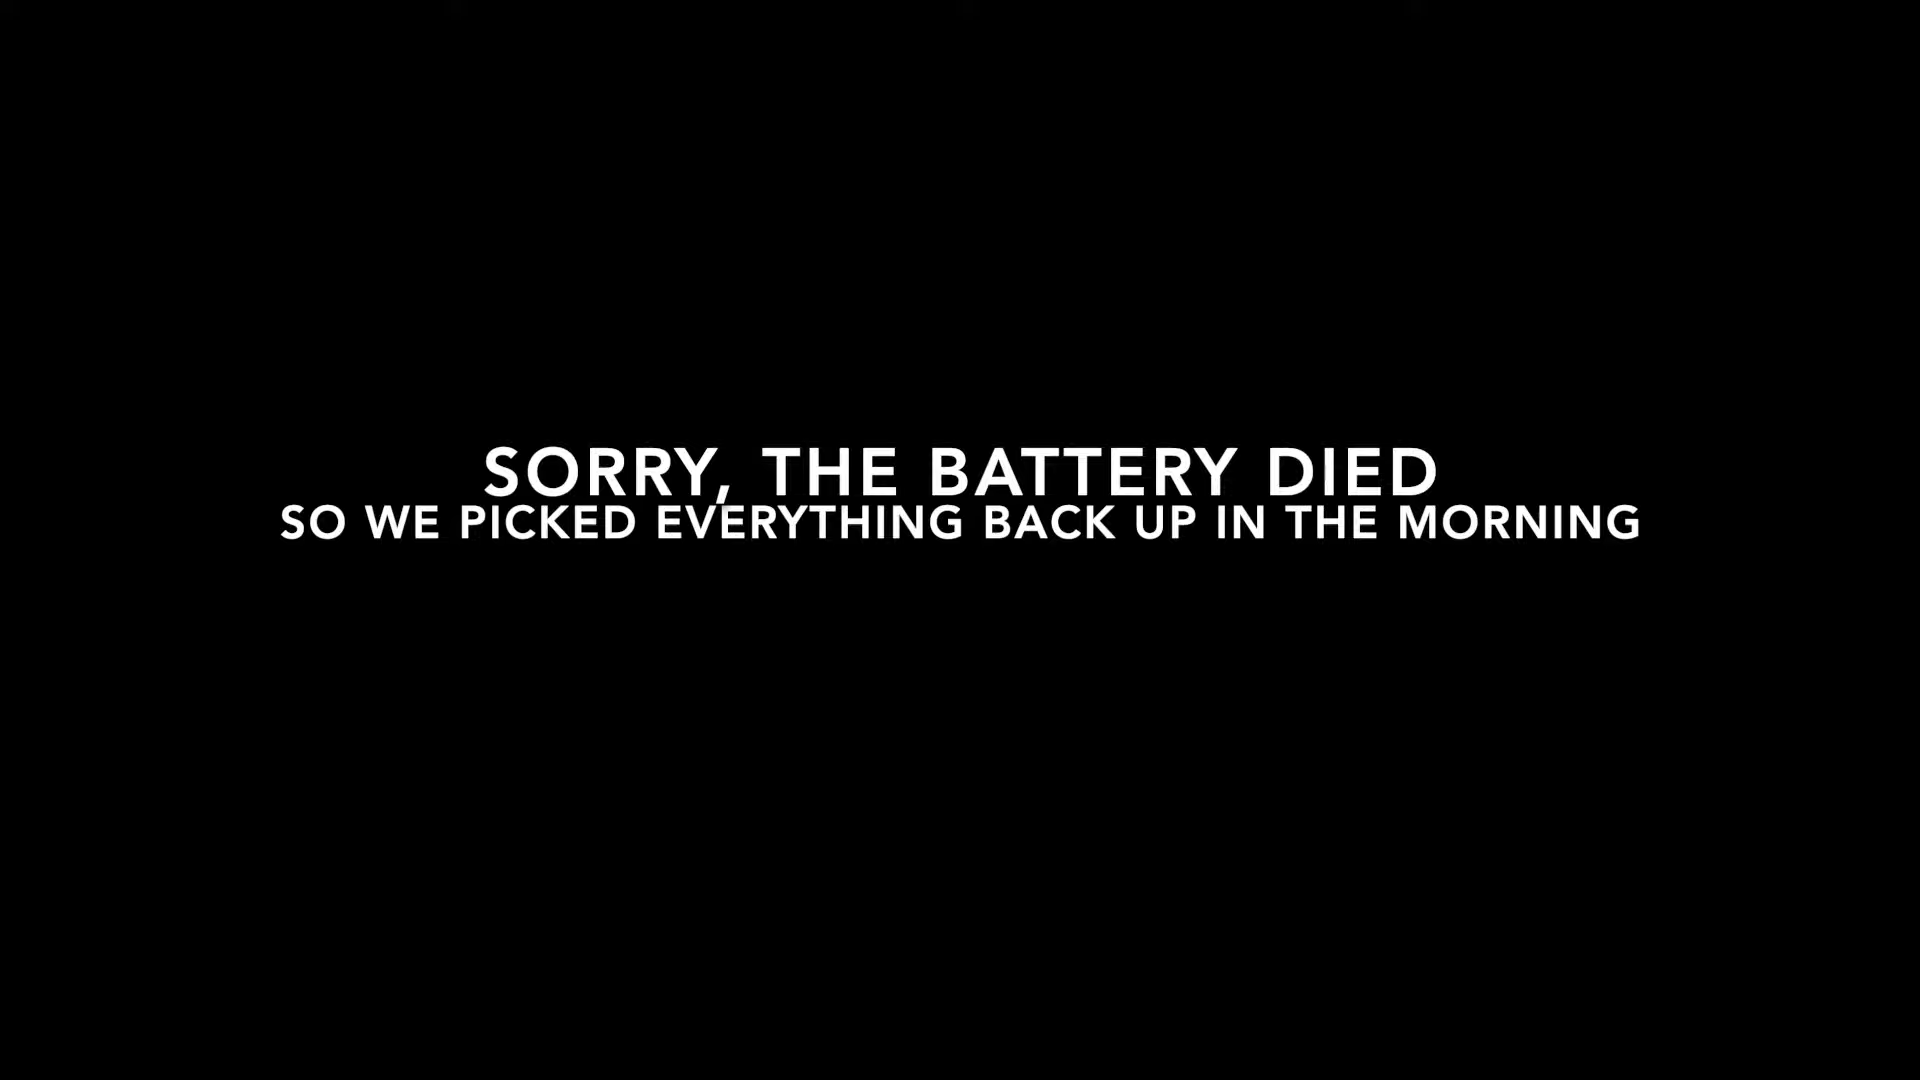 SORRY, THE BATTERY DIED
SO WE PICKED EVERYTHING BACK UP IN THE MORNING